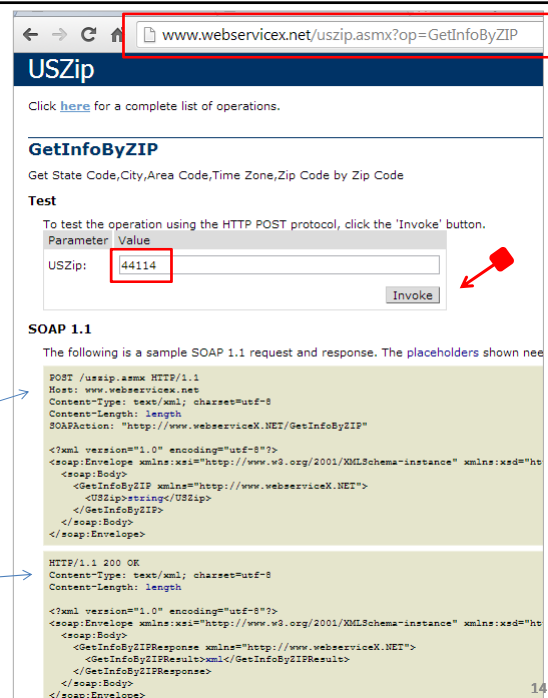 www.webservicex.net/uszip.asmx?op=GetInfoByZIP
USZip
Click here for a complete list of operations.
GetInfoByZIP
Get State Code,City,Area Code,Time Zone,Zip Code by Zip Code
Test
To test the operation using the HTTP POST protocol, click the 'Invoke' button.
Parameter Value
USZip: 44114
Invoke
SOAP 1.1
The following is a sample SOAP 1.1 request and response. The placeholders shown nee
POST /uszip.asmx HTTP/1.1
Host: www.webservicex.net
Content-Type: text/xml; charset=utf-8
Content-Length: length
SOAPAction: "http://www.webserviceX.NET/GetInfoByZIP"
<?xml version="1.0" encoding="utf-8"?>
<soap:Envelope xmlns:xsi="http://www.w3.org/2001/XMLSchema-instance" xmlns:xsd="ht
<soap:Body>
<GetInfoByZIP xmlns="http://www.webserviceX.NET">
<USZip>string</USZip>
</GetInfoByZIP>
</soap:Body>
</soap:Envelope>
HTTP/1.1 200 OK
Content-Type: text/xml; charset=utf-8
Content-Length: length
<?xml version="1.0" encoding="utf-8"?>
<soap:Envelope xmlns:xsi="http://www.w3.org/2001/XMLSchema-instance" xmlns:xsd="ht
<soap:Body>
<GetInfoByZIPResponse xmlns="http://www.webserviceX.NET">
<GetInfoByZIPResult>xml</GetInfoByZIPResult>
</GetInfoByZIPResponse>
</soap:Body>
</soap:Envelope>
14